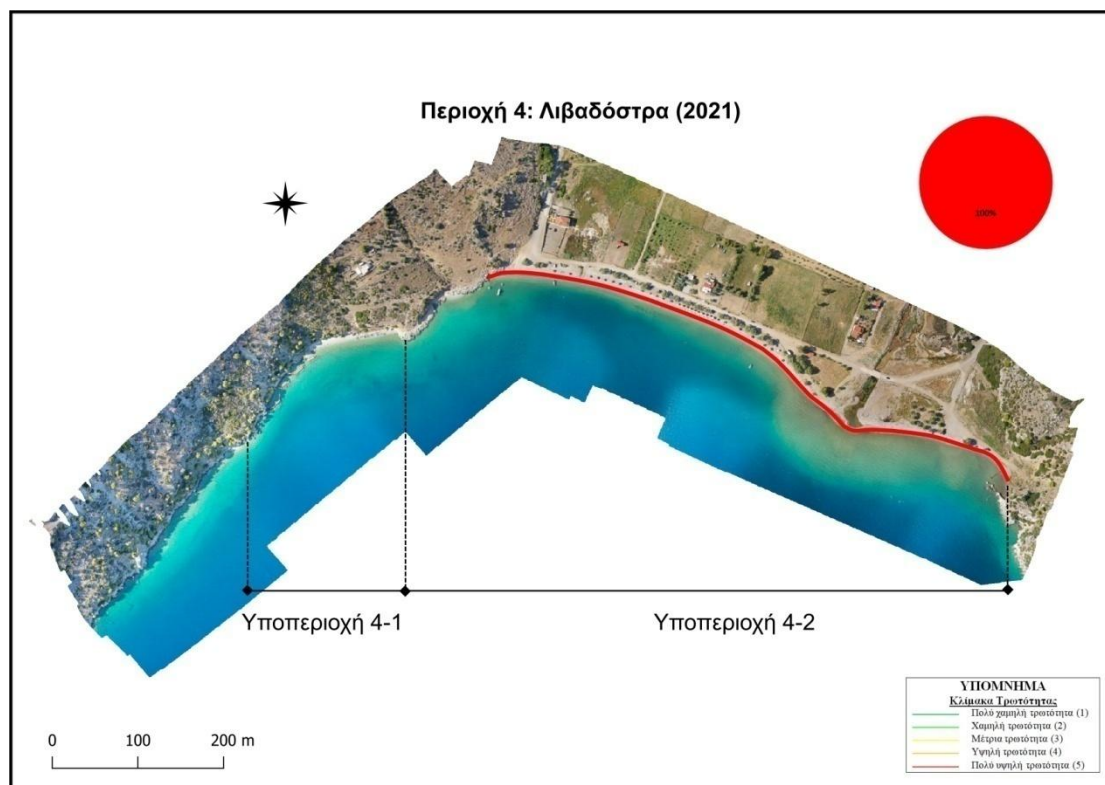 Περιοχή 4: Λιβαδόστρα (2021)
100%
Υποπεριοχή 4-1
Υποπεριοχή 4-2
0 100 200 m
ΥΠΟΜΝΗΜΑ
Κλίμακα Τρωτότητας
Πολύ χαμηλή τρωτότητα (1)
Χαμηλή τρωτότητα (2)
Μέτρια τρωτότητα (3)
Υψηλή τρωτότητα (4)
Πολύ υψηλή τρωτότητα (5)